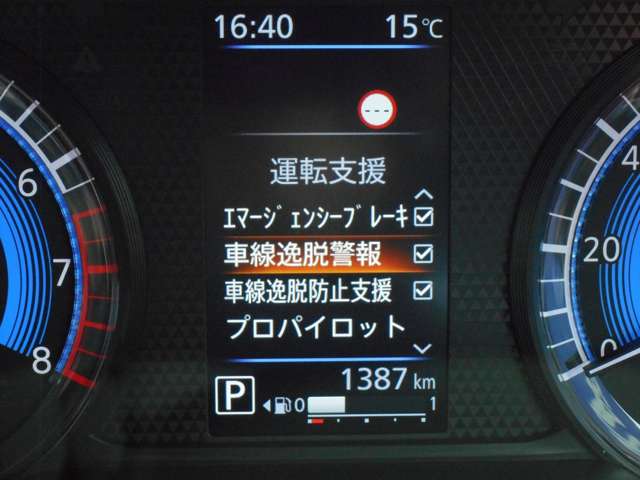 16:40 15℃
---
運転支援
ｴﾏｰｼﾞｪﾝｼｰﾌﾞﾚｰｷ
車線逸脱警報
車線逸脱防止支援
プロパイロット
1387 km
P
0 1
6
7
8
40
20
0